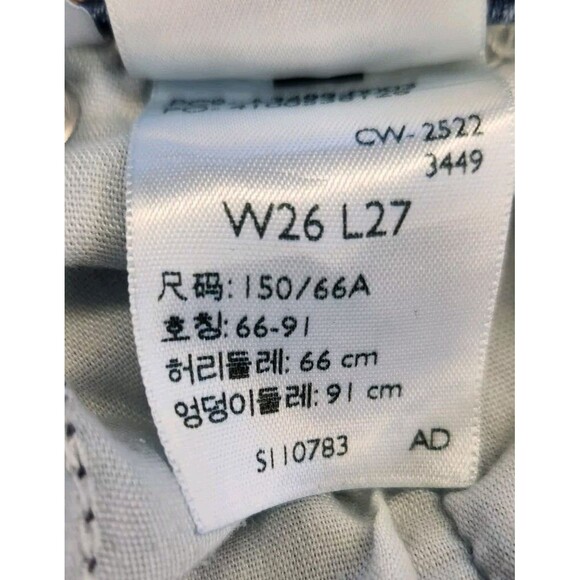 CW-2522
3449
W26 L27
尺码: 150/66A
호칭: 66-91
허리둘레: 66 cm
엉덩이둘레: 91 cm
S110783 AD